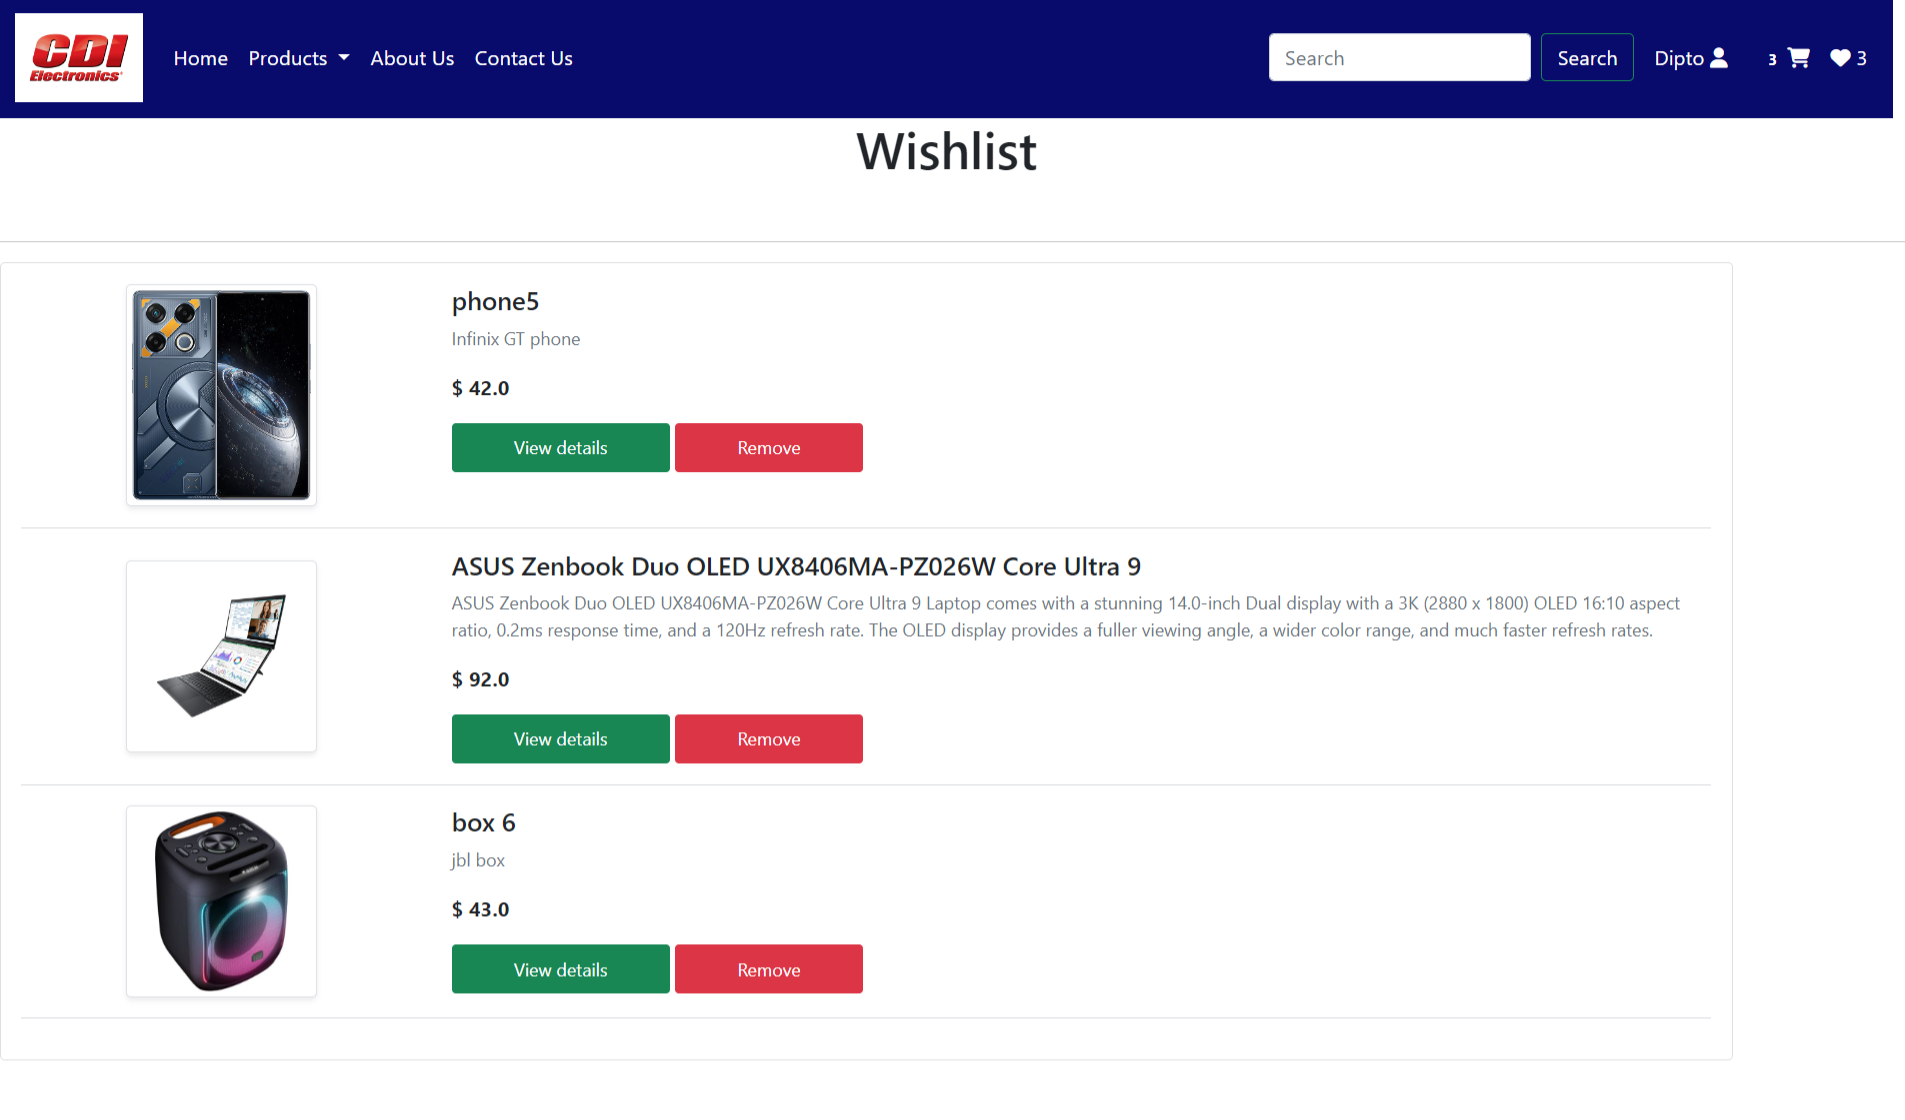 CDI
Electronics
Home Products About Us Contact Us Search Search Dipto 3 3
Wishlist
phone5
Infinix GT phone
$ 42.0
View details Remove
ASUS Zenbook Duo OLED UX8406MA-PZ026W Core Ultra 9
ASUS Zenbook Duo OLED UX8406MA-PZ026W Core Ultra 9 Laptop comes with a stunning 14.0-inch Dual display with a 3K (2880 x 1800) OLED 16:10 aspect
ratio, 0.2ms response time, and a 120Hz refresh rate. The OLED display provides a fuller viewing angle, a wider color range, and much faster refresh rates.
$ 92.0
View details Remove
box 6
jbl box
$ 43.0
View details Remove